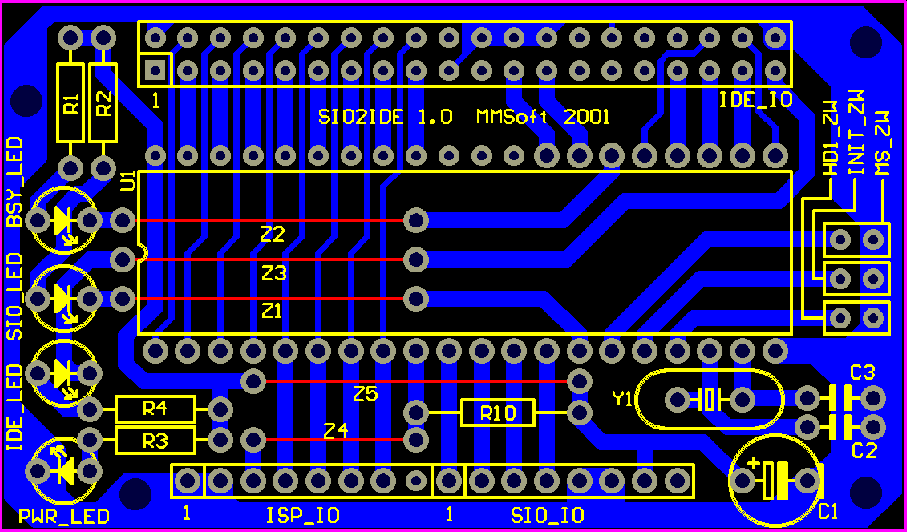 R1
R2
1
IDE_IO
SIO2IDE 1.0 MMSoft 2001
HD1_ZW
INIT_ZW
MS_ZW
BSY_LED
U1
Z2
Z3
Z1
SIO_LED
Z5
Y1
C3
IDE_LED
R4
R10
R3
Z4
C2
+
PWR_LED
1
ISP_IO
1
SIO_IO
C1